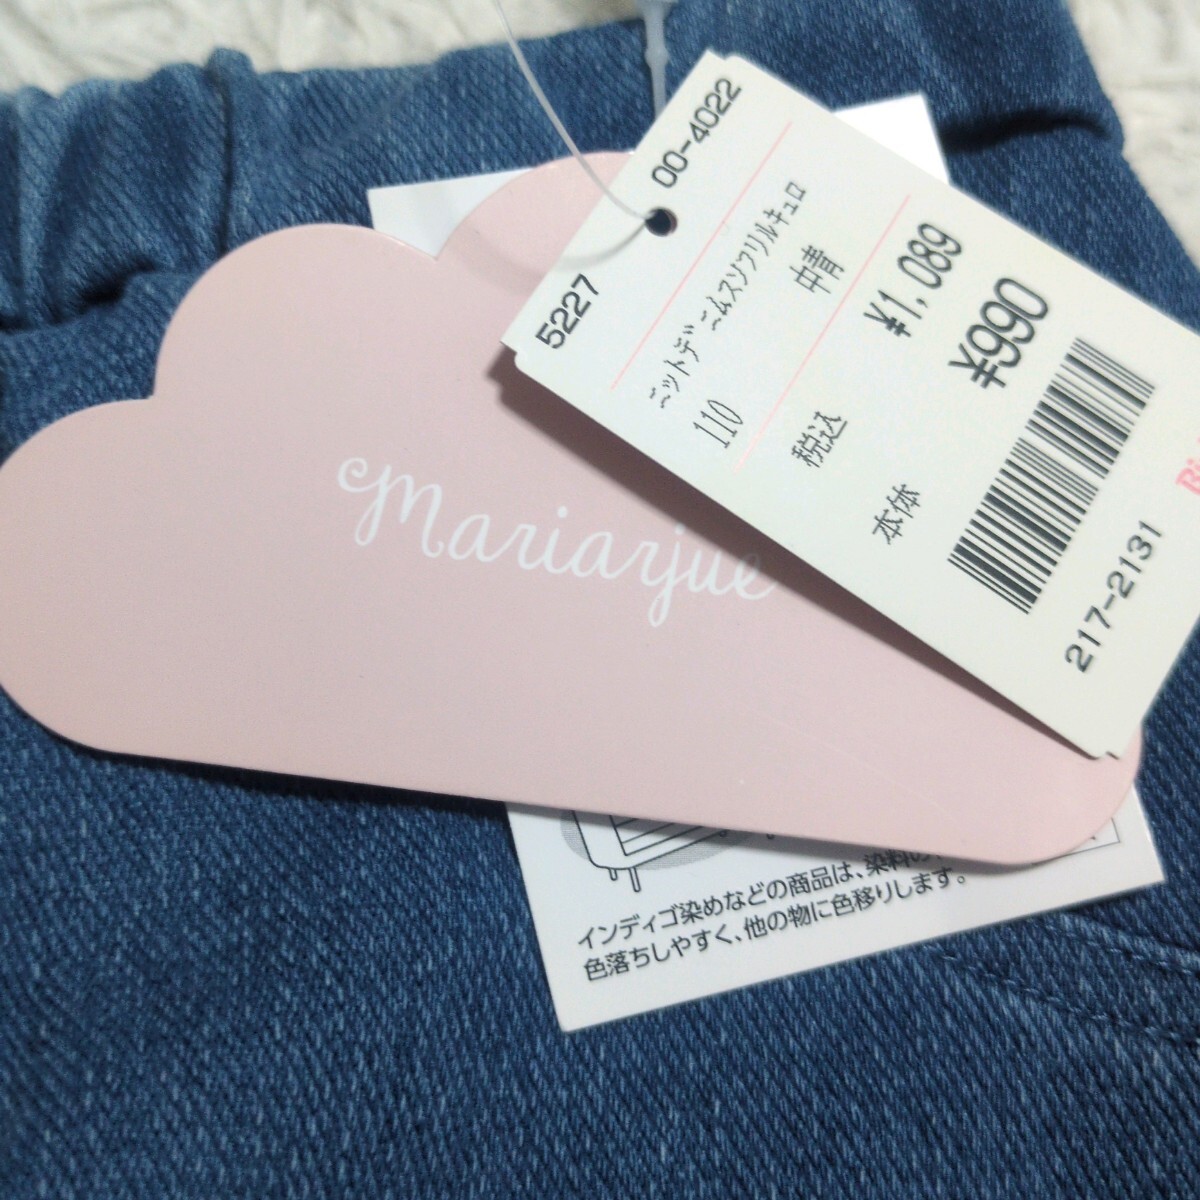 00-4022
5227
ニットデニムスソフリルキュロ
110 中青
税込 ¥1,089
本体 ¥990
217-2131
Mariarjue
インディゴ染めなどの商品は、染料の
色落ちしやすく、他の物に色移りします。